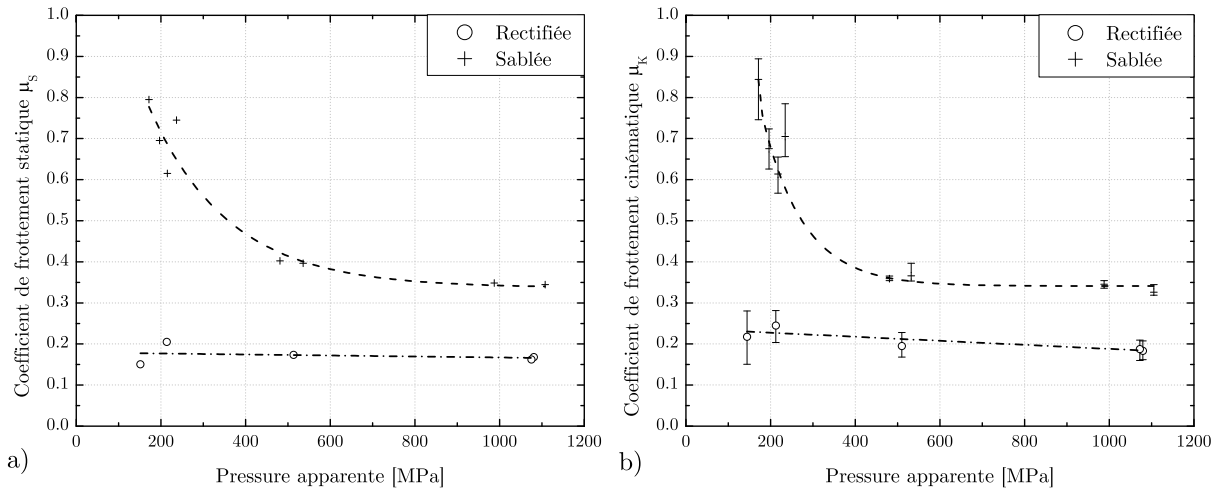 1.0
0.9
0.8
0.7
0.6
0.5
0.4
0.3
0.2
0.1
0.0
Coefficient de frottement statique μs
Rectifiée
Sablée
0 200 400 600 800 1000 1200
Pressure apparente [MPa]
a)
1.0
0.9
0.8
0.7
0.6
0.5
0.4
0.3
0.2
0.1
0.0
Coefficient de frottement cinématique μK
Rectifiée
Sablée
0 200 400 600 800 1000 1200
Pressure apparente [MPa]
b)